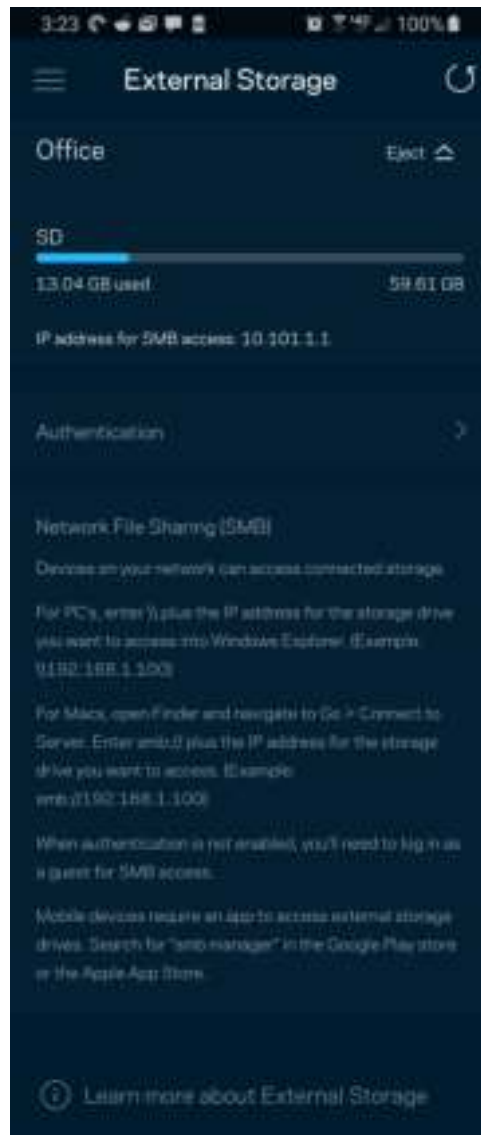 3:23 100%
External Storage
Office Eject
SD
13.04 GB used 59.61 GB
IP address for SMB access: 10.101.1.1
Authentication
Network File Sharing (SMB)
Devices on your network can access connected storage.
For PC's, enter \\ plus the IP address for the storage drive
you want to access into Windows Explorer. (Example:
\\192.168.1.100)
For Macs, open Finder and navigate to Go > Connect to
Server. Enter smb:// plus the IP address for the storage
drive you want to access. (Example:
smb://192.168.1.100)
When authentication is not enabled, you'll need to log in as
a guest for SMB access.
Mobile devices require an app to access external storage
drives. Search for "smb manager" in the Google Play store
or the Apple App Store.
Learn more about External Storage